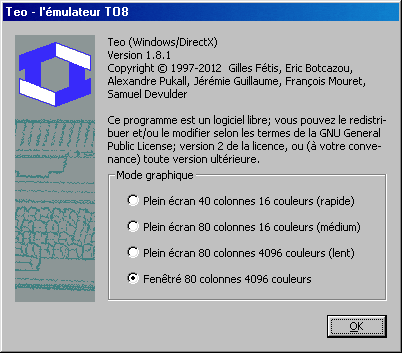 Teo - l'émulateur TO8
Teo (Windows/DirectX)
Version 1.8.1
Copyright © 1997-2012  Gilles Fétis, Eric Botcazou,
Alexandre Pukall, Jérémie Guillaume, François Mouret,
Samuel Devulder
Ce programme est un logiciel libre; vous pouvez le redistri-
buer et/ou le modifier selon les termes de la GNU General
Public License; version 2 de la licence, ou (à votre conve-
nance) toute version ultérieure.
Mode graphique
Plein écran 40 colonnes 16 couleurs (rapide)
Plein écran 80 colonnes 16 couleurs (médium)
Plein écran 80 colonnes 4096 couleurs (lent)
Fenêtré 80 colonnes 4096 couleurs
OK